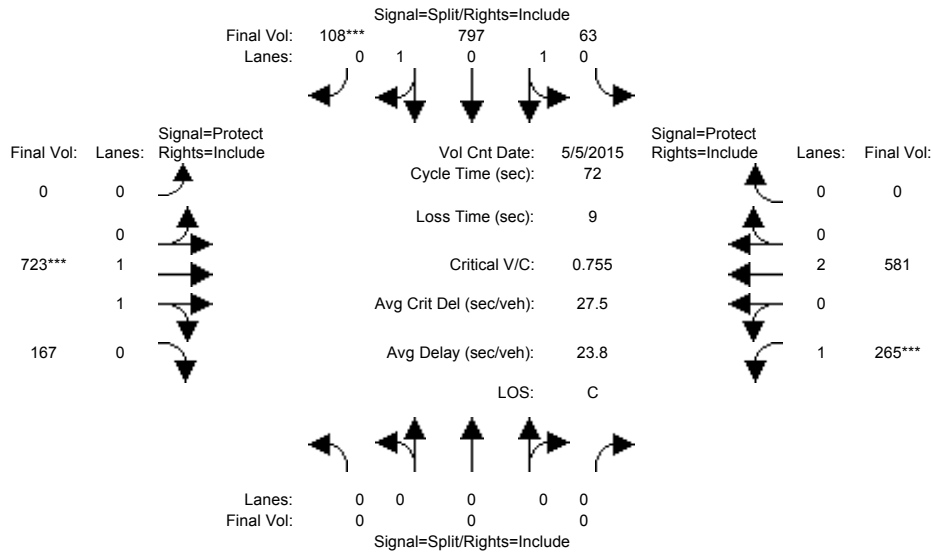 Signal=Split/Rights=Include
Final Vol: 108*** 797 63
Lanes: 0 1 0 1 0
Signal=Protect
Final Vol: Lanes: Rights=Include
Vol Cnt Date: 5/5/2015
Signal=Protect
Rights=Include Lanes: Final Vol:
Cycle Time (sec): 72
0 0
0 0
Loss Time (sec): 9
0
0
723*** 1
Critical V/C: 0.755
2 581
1
Avg Crit Del (sec/veh): 27.5
0
167 0
Avg Delay (sec/veh): 23.8
1 265***
LOS: C
Lanes: 0 0 0 0 0
Final Vol: 0 0 0
Signal=Split/Rights=Include